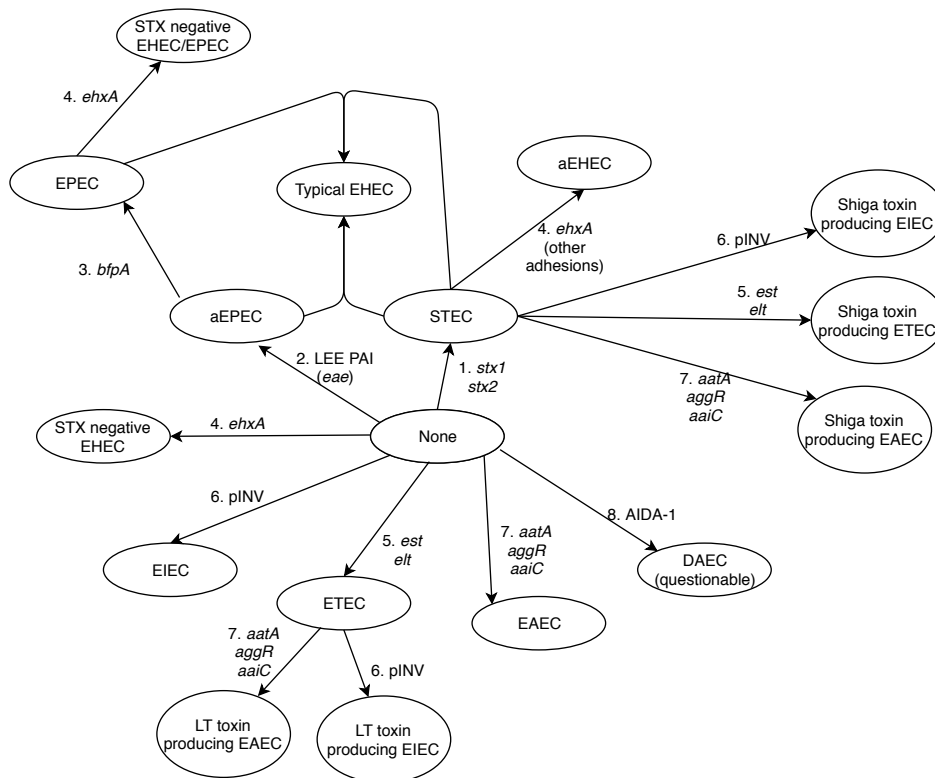 STX negative
EHEC/EPEC
4. ehxA
EPEC
Typical EHEC
aEHEC
4. ehxA
(other
adhesions)
Shiga toxin
producing EIEC
6. pINV
3. bfpA
aEPEC
STEC
5. est
elt
Shiga toxin
producing ETEC
2. LEE PAI
(eae)
1. stx1
stx2
7. aatA
aggR
aaiC
Shiga toxin
producing EAEC
STX negative
EHEC
4. ehxA
None
6. pINV
EIEC
5. est
elt
7. aatA
aggR
aaiC
8. AIDA-1
DAEC
(questionable)
ETEC
EAEC
7. aatA
aggR
aaiC
6. pINV
LT toxin
producing EAEC
LT toxin
producing EIEC